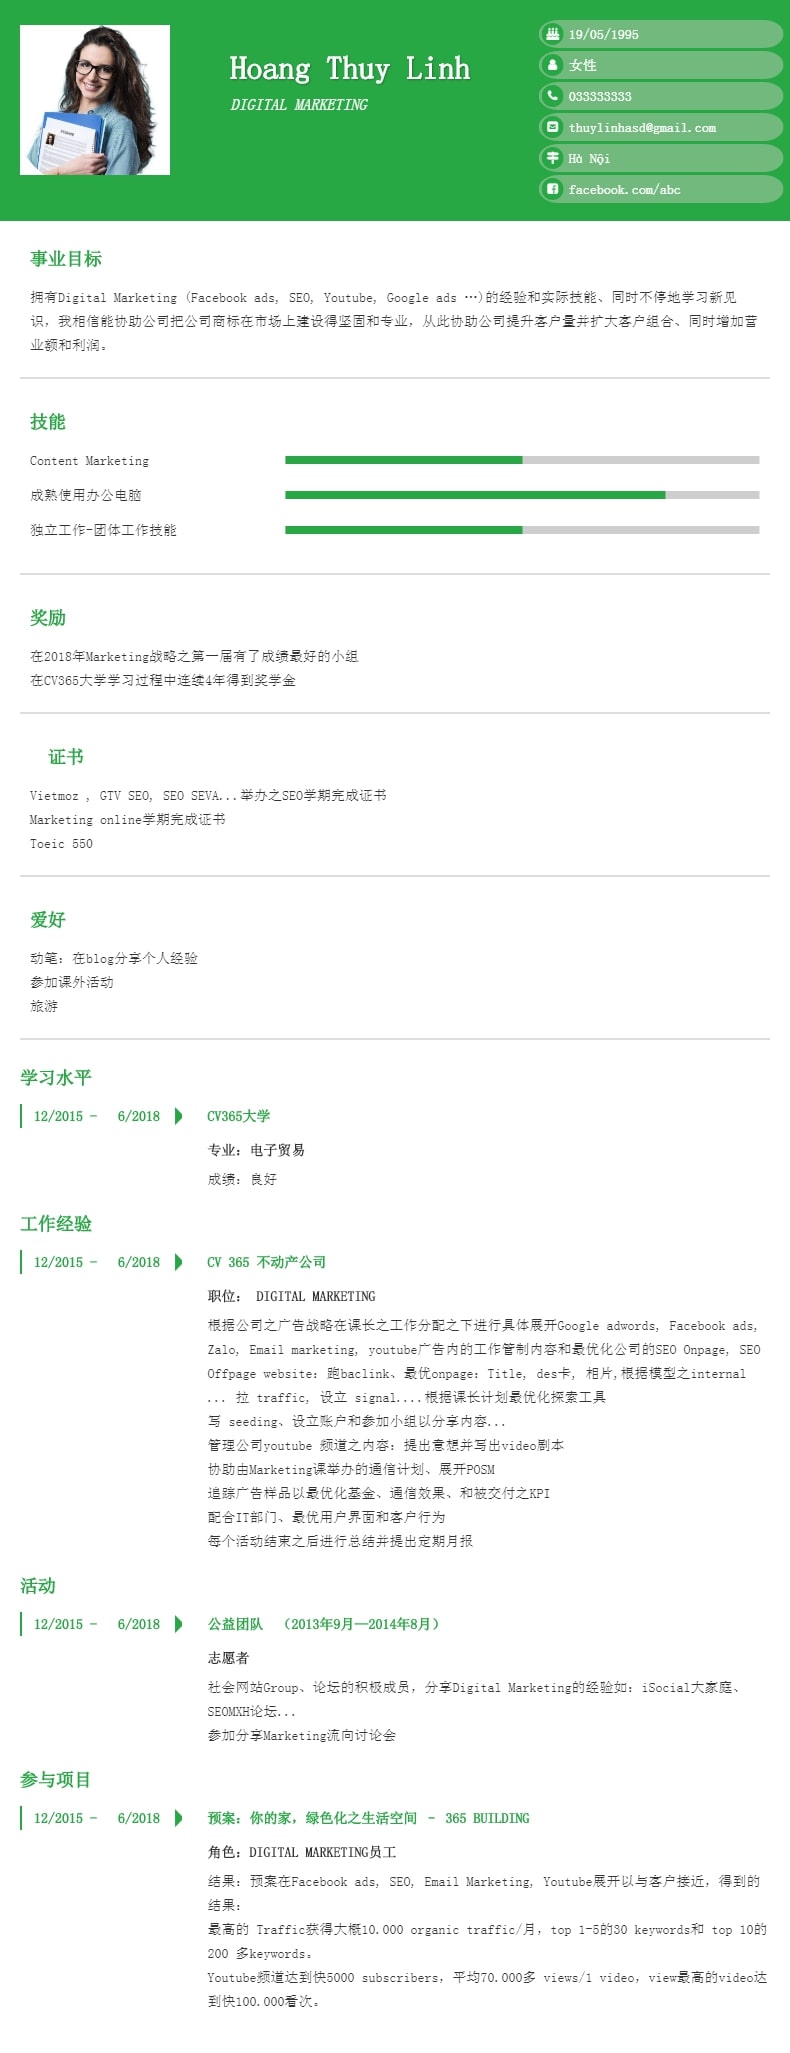 Hoang Thuy Linh
DIGITAL MARKETING
19/05/1995
女性
033333333
thuylinhasd@gmail.com
Hà Nội
facebook.com/abc
事业目标
拥有Digital Marketing (Facebook ads, SEO, Youtube, Google ads …)的经验和实际技能、同时不停地学习新见
识，我相信能协助公司把公司商标在市场上建设得坚固和专业，从此协助公司提升客户量并扩大客户组合、同时增加营
业额和利润。
技能
Content Marketing
成熟使用办公电脑
独立工作-团体工作技能
奖励
在2018年Marketing战略之第一届有了成绩最好的小组
在CV365大学学习过程中连续4年得到奖学金
证书
Vietmoz , GTV SEO, SEO SEVA...举办之SEO学期完成证书
Marketing online学期完成证书
Toeic 550
爱好
动笔：在blog分享个人经验
参加课外活动
旅游
学习水平
12/2015 - 6/2018 CV365大学
专业：电子贸易
成绩：良好
工作经验
12/2015 - 6/2018 CV 365 不动产公司
职位： DIGITAL MARKETING
根据公司之广告战略在课长之工作分配之下进行具体展开Google adwords, Facebook ads,
Zalo, Email marketing, youtube广告内的工作管制内容和最优化公司的SEO Onpage, SEO
Offpage website：跑baclink、最优onpage：Title, des卡, 相片,根据模型之internal
... 拉 traffic, 设立 signal....根据课长计划最优化探索工具
写 seeding、设立账户和参加小组以分享内容...
管理公司youtube 频道之内容：提出意想并写出video剧本
协助由Marketing课举办的通信计划、展开POSM
追踪广告样品以最优化基金、通信效果、和被交付之KPI
配合IT部门、最优用户界面和客户行为
每个活动结束之后进行总结并提出定期月报
活动
12/2015 - 6/2018 公益团队 （2013年9月—2014年8月）
志愿者
社会网站Group、论坛的积极成员，分享Digital Marketing的经验如：iSocial大家庭、
SEOMXH论坛...
参加分享Marketing流向讨论会
参与项目
12/2015 - 6/2018 预案：你的家，绿色化之生活空间 – 365 BUILDING
角色：DIGITAL MARKETING员工
结果：预案在Facebook ads, SEO, Email Marketing, Youtube展开以与客户接近，得到的
结果：
最高的 Traffic获得大概10.000 organic traffic/月，top 1-5的30 keywords和 top 10的
200 多keywords。
Youtube频道达到快5000 subscribers，平均70.000多 views/1 video，view最高的video达
到快100.000看次。